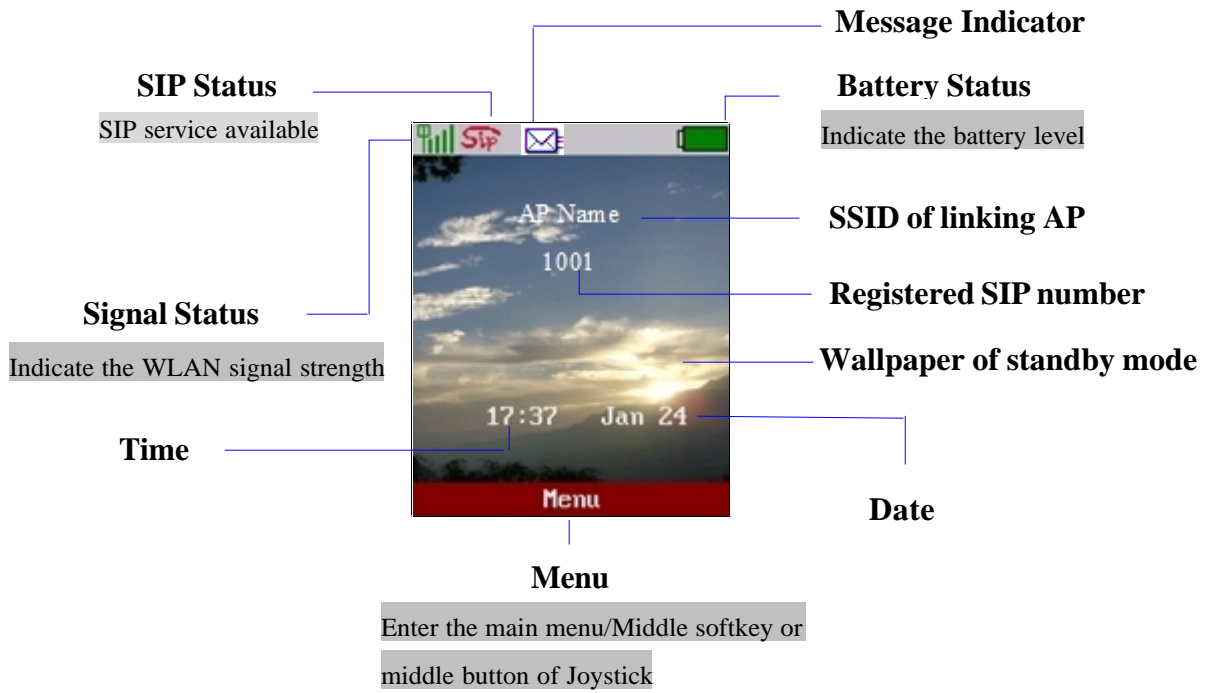 Message Indicator
SIP Status
SIP service available
Battery Status
Indicate the battery level
Sip
AP Name
SSID of linking AP
1001
Registered SIP number
Signal Status
Indicate the WLAN signal strength
Wallpaper of standby mode
17:37 Jan 24
Time
Menu
Date
Menu
Enter the main menu/Middle softkey or
middle button of Joystick